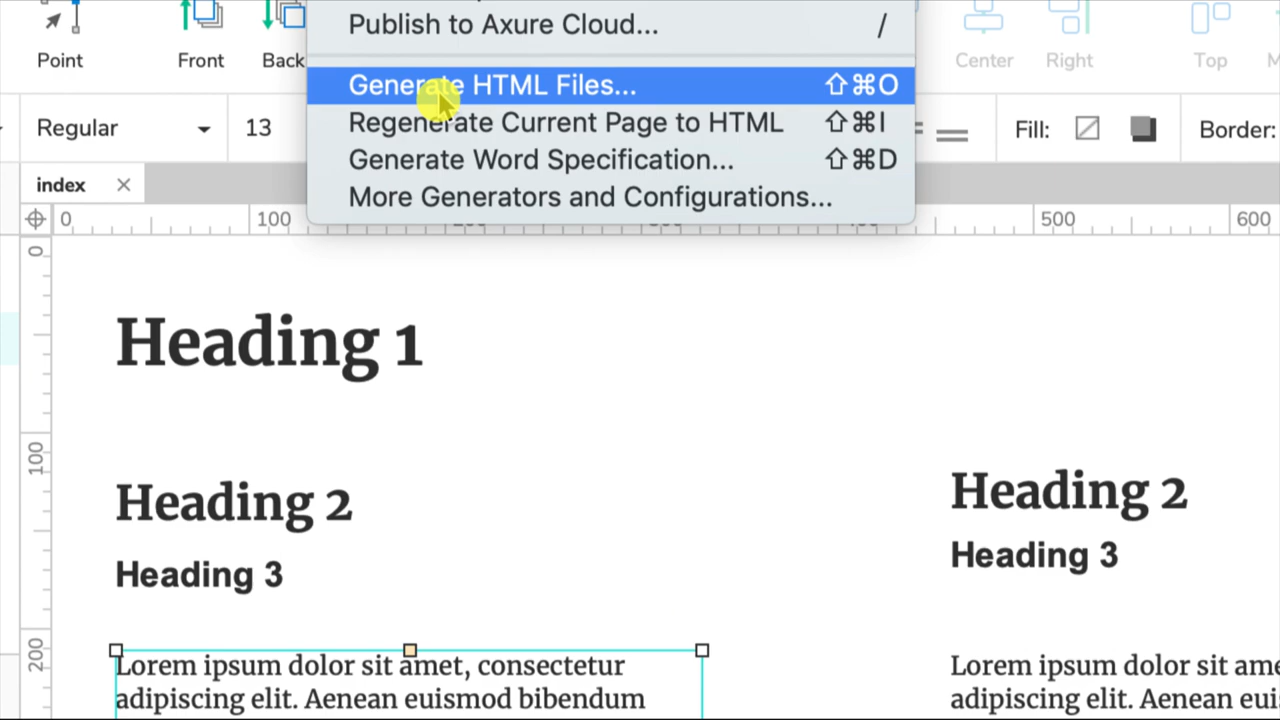 Publish to Axure Cloud... /
Point Front Back Center Right Top
Generate HTML Files... ⇧⌘O
Regular 13 Regenerate Current Page to HTML ⇧⌘I Fill: Border:
Generate Word Specification... ⇧⌘D
index
More Generators and Configurations...
0 100 500 600
0
Heading 1
100
Heading 2 Heading 2
Heading 3 Heading 3
200
Lorem ipsum dolor sit amet, consectetur Lorem ipsum dolor sit ame
adipiscing elit. Aenean euismod bibendum adipiscing elit. Aenean eui